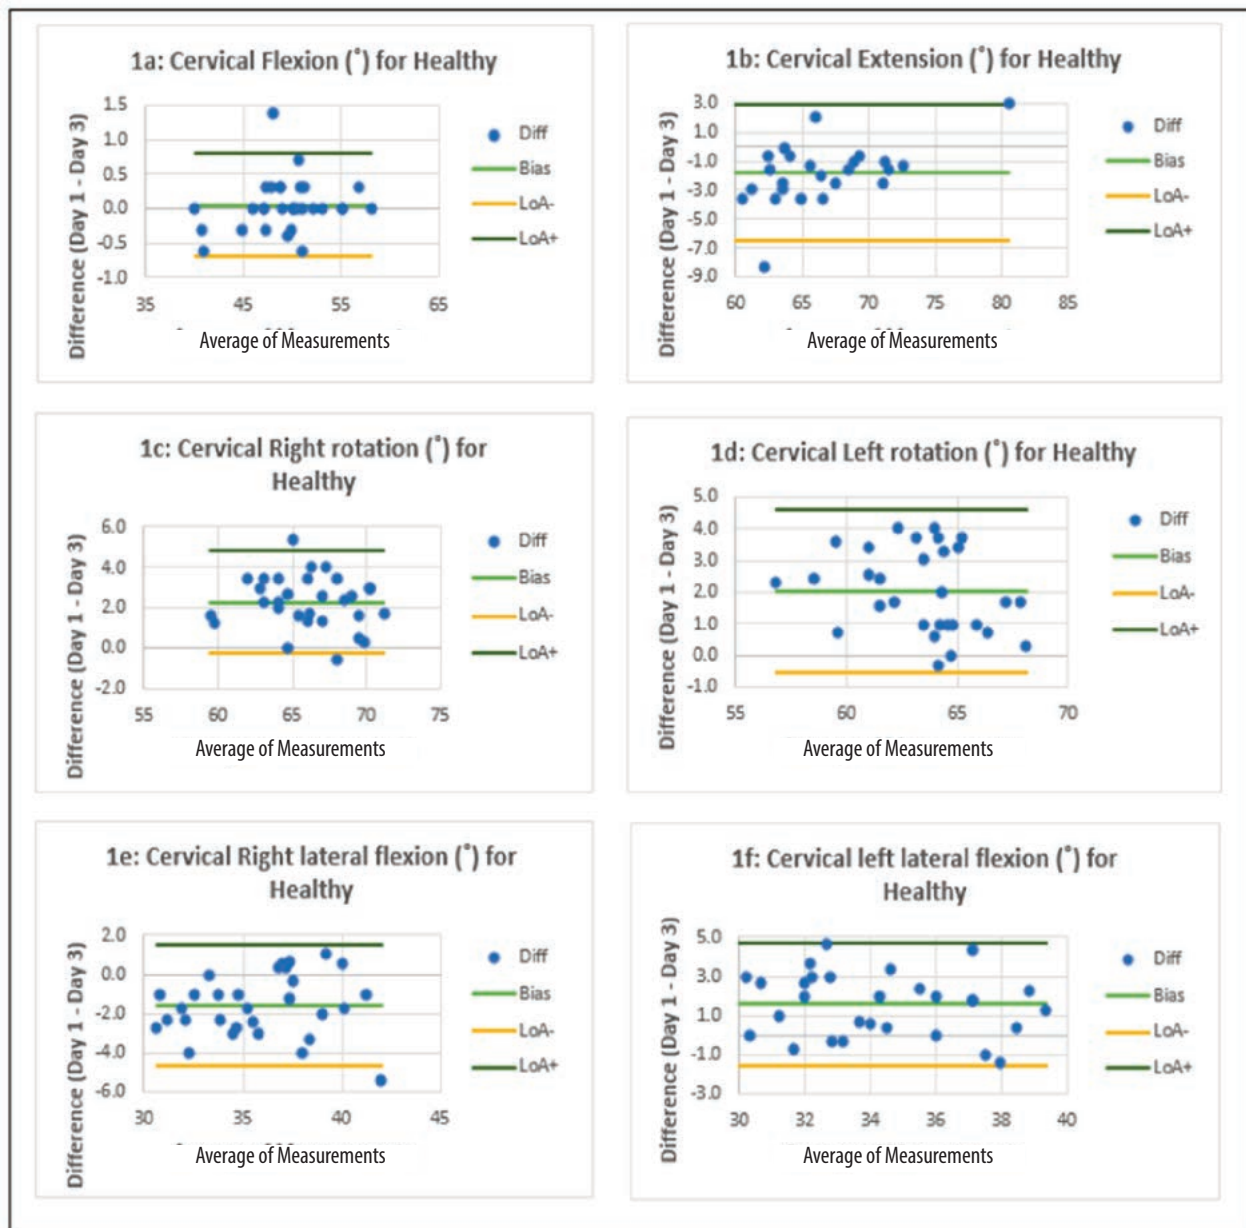 1a: Cervical Flexion (˚) for Healthy
Difference (Day 1 - Day 3)
1.5
1.0
0.5
0.0
-0.5
-1.0
35 45 55 65
Average of Measurements
Diff
Bias
LoA-
LoA+
1b: Cervical Extension (˚) for Healthy
Difference (Day 1 - Day 3)
3.0
1.0
-1.0
-3.0
-5.0
-7.0
-9.0
60 65 70 75 80 85
Average of Measurements
Diff
Bias
LoA-
LoA+
1c: Cervical Right rotation (˚) for
Healthy
Difference (Day 1 - Day 3)
6.0
4.0
2.0
0.0
-2.0
55 60 65 70 75
Average of Measurements
Diff
Bias
LoA-
LoA+
1d: Cervical Left rotation (˚) for Healthy
Difference (Day 1 - Day 3)
5.0
4.0
3.0
2.0
1.0
0.0
-1.0
55 60 65 70
Average of Measurements
Diff
Bias
LoA-
LoA+
1e: Cervical Right lateral flexion (˚) for
Healthy
Difference (Day 1 - Day 3)
2.0
0.0
-2.0
-4.0
-6.0
30 35 40 45
Average of Measurements
Diff
Bias
LoA-
LoA+
1f: Cervical left lateral flexion (˚) for
Healthy
Difference (Day 1 - Day 3)
5.0
3.0
1.0
-1.0
-3.0
30 32 34 36 38 40
Average of Measurements
Diff
Bias
LoA-
LoA+